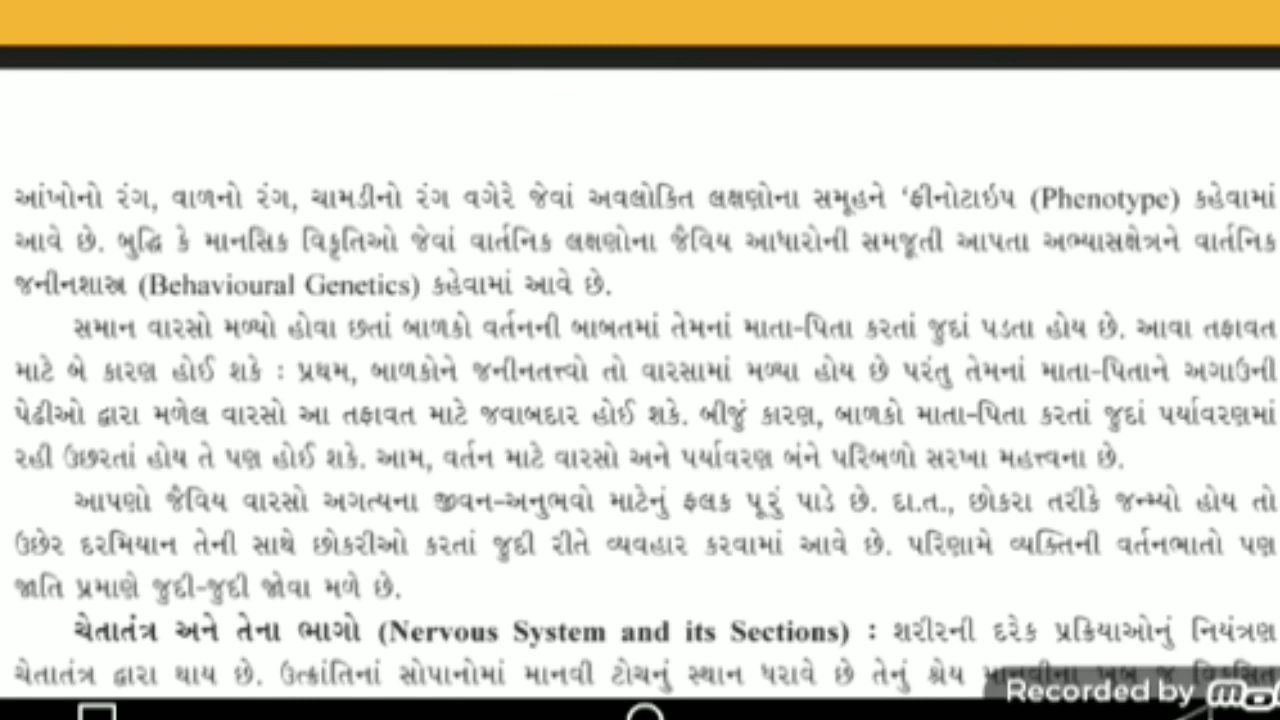 આંખોનો રંગ, વાળનો રંગ, ચામડીનો રંગ વગેરે જેવાં અવલોકિત લક્ષણોના સમૂહને ‘ફીનોટાઇપ (Phenotype) કહેવામાં
આવે છે. બુદ્ધિ કે માનસિક વિકૃતિઓ જેવાં વાર્તનિક લક્ષણોના જૈવિય આધારોની સમજૂતી આપતા અભ્યાસક્ષેત્રને વાર્તનિક
જનીનશાસ્ત્ર (Behavioural Genetics) કહેવામાં આવે છે.
સમાન વારસો મળ્યો હોવા છતાં બાળકો વર્તનની બાબતમાં તેમનાં માતા-પિતા કરતાં જુદાં પડતા હોય છે. આવા તફાવત
માટે બે કારણ હોઈ શકે : પ્રથમ, બાળકોને જનીનતત્ત્વો તો વારસામાં મળ્યા હોય છે પરંતુ તેમનાં માતા-પિતાને અગાઉની
પેઢીઓ દ્વારા મળેલ વારસો આ તફાવત માટે જવાબદાર હોઈ શકે. બીજું કારણ, બાળકો માતા-પિતા કરતાં જુદાં પર્યાવરણમાં
રહી ઉછરતાં હોય તે પણ હોઈ શકે. આમ, વર્તન માટે વારસો અને પર્યાવરણ બંને પરિબળો સરખા મહત્ત્વના છે.
આપણો જૈવિય વારસો અગત્યના જીવન-અનુભવો માટેનું ફલક પૂરું પાડે છે. દા.ત., છોકરા તરીકે જન્મ્યો હોય તો
ઉછેર દરમિયાન તેની સાથે છોકરીઓ કરતાં જુદી રીતે વ્યવહાર કરવામાં આવે છે. પરિણામે વ્યક્તિની વર્તનભાતો પણ
જાતિ પ્રમાણે જુદી-જુદી જોવા મળે છે.
ચેતાતંત્ર અને તેના ભાગો (Nervous System and its Sections) : શરીરની દરેક પ્રક્રિયાઓનું નિયંત્રણ
ચેતાતંત્ર દ્વારા થાય છે. ઉત્ક્રાંતિનાં સોપાનોમાં માનવી ટોચનું સ્થાન ધરાવે છે તેનું શ્રેય
Recorded by